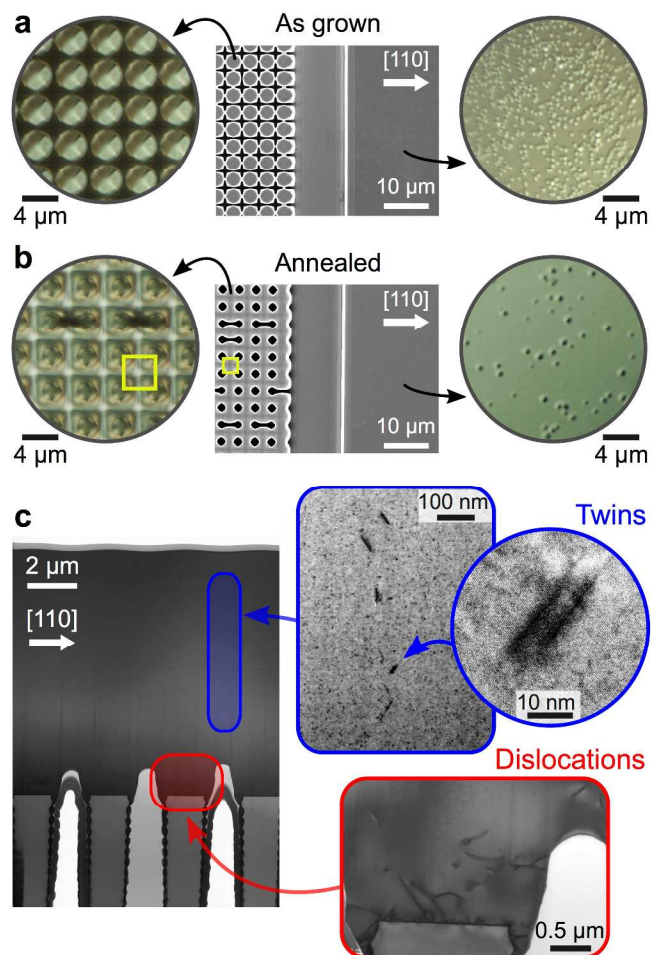 a
As grown
[110]
10 µm
4 µm
4 µm
b
Annealed
[110]
10 µm
4 µm
4 µm
c
2 µm
[110]
100 nm
Twins
10 nm
Dislocations
0.5 µm